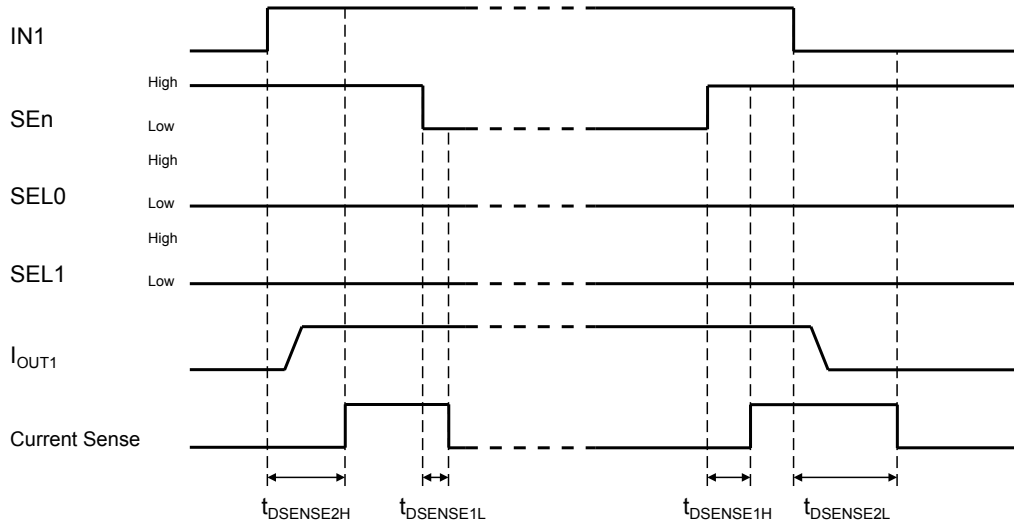 IN1
High
SEn
Low
High
SEL0
Low
High
SEL1
Low
IOUT1
Current Sense
tDSENSE2H
tDSENSE1L
tDSENSE1H
tDSENSE2L